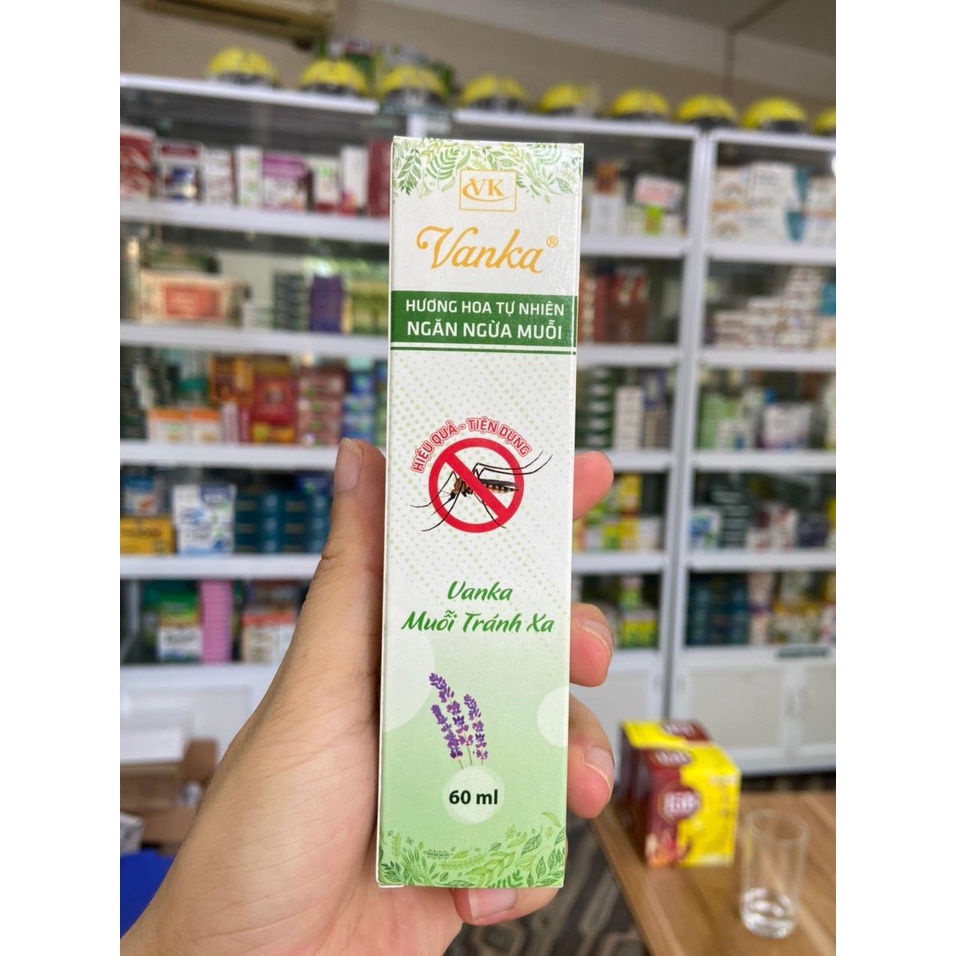 VK
Vanka®
HƯƠNG HOA TỰ NHIÊN
NGĂN NGỪA MUỖI
HIỆU QUẢ - TIỆN DỤNG
Vanka
Muỗi Tránh Xa
60 ml